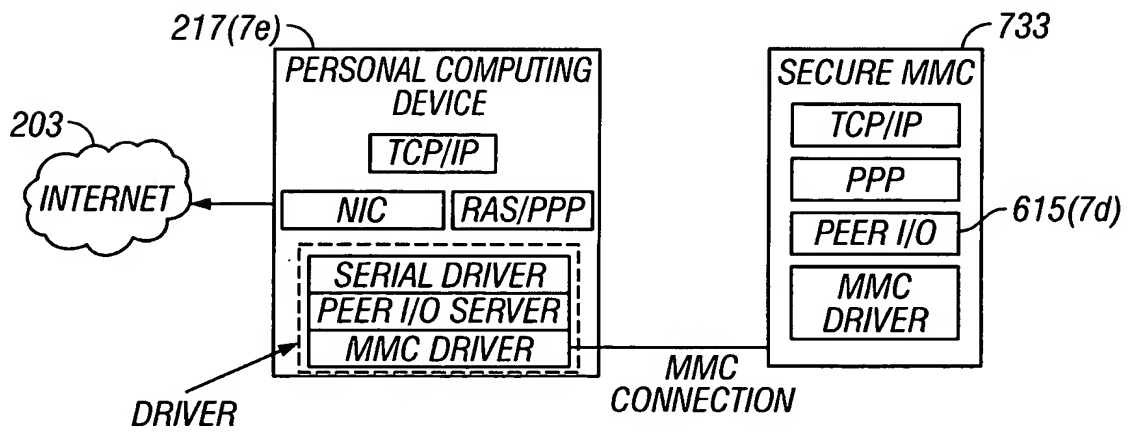 217(7e)
733
PERSONAL COMPUTING
DEVICE
SECURE MMC
203
TCP/IP
TCP/IP
INTERNET
NIC
RAS/PPP
PPP
PEER I/O
615(7d)
SERIAL DRIVER
PEER I/O SERVER
MMC DRIVER
MMC
DRIVER
MMC
CONNECTION
DRIVER